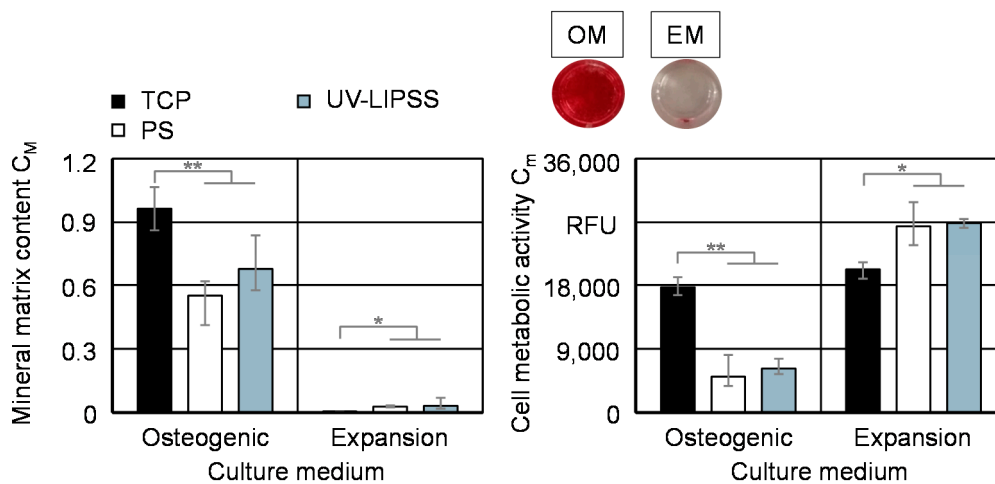 OM EM
TCP UV-LIPSS
PS
Mineral matrix content C_M
1.2
0.9
0.6
0.3
0
**
*
Osteogenic Expansion
Culture medium
Cell metabolic activity C_m
36,000
RFU
18,000
9,000
0
**
*
Osteogenic Expansion
Culture medium